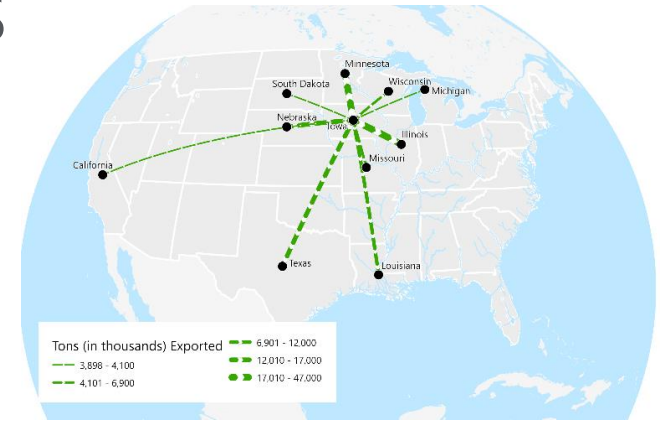 Minnesota
South Dakota
Wisconsin
Michigan
Nebraska
Iowa
Illinois
Missouri
California
Texas
Louisiana
Tons (in thousands) Exported
3,898 - 4,100
4,101 - 6,900
6,901 - 12,000
12,010 - 17,000
17,010 - 47,000